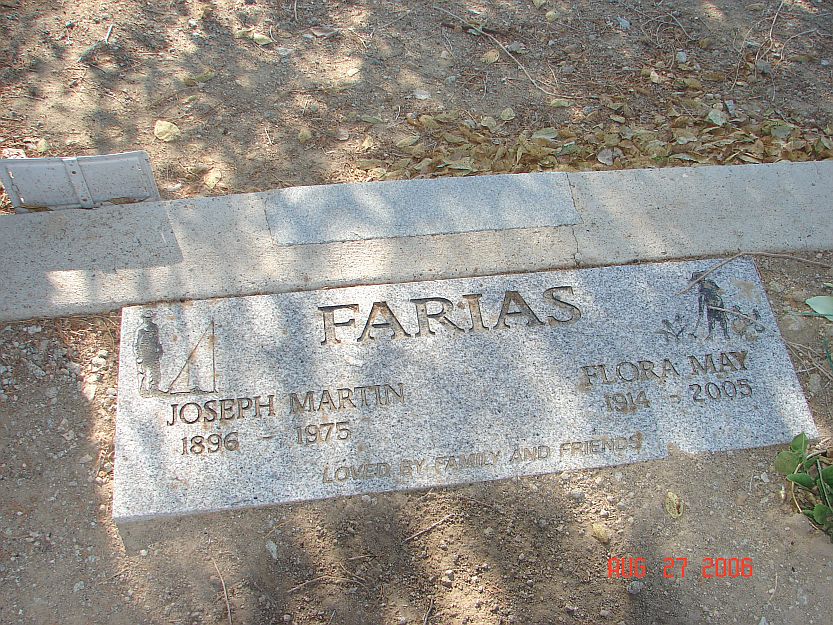 FARIAS
JOSEPH MARTIN
1896 - 1975
FLORA MAY
1914 - 2005
LOVED BY FAMILY AND FRIENDS
AUG 27 2006